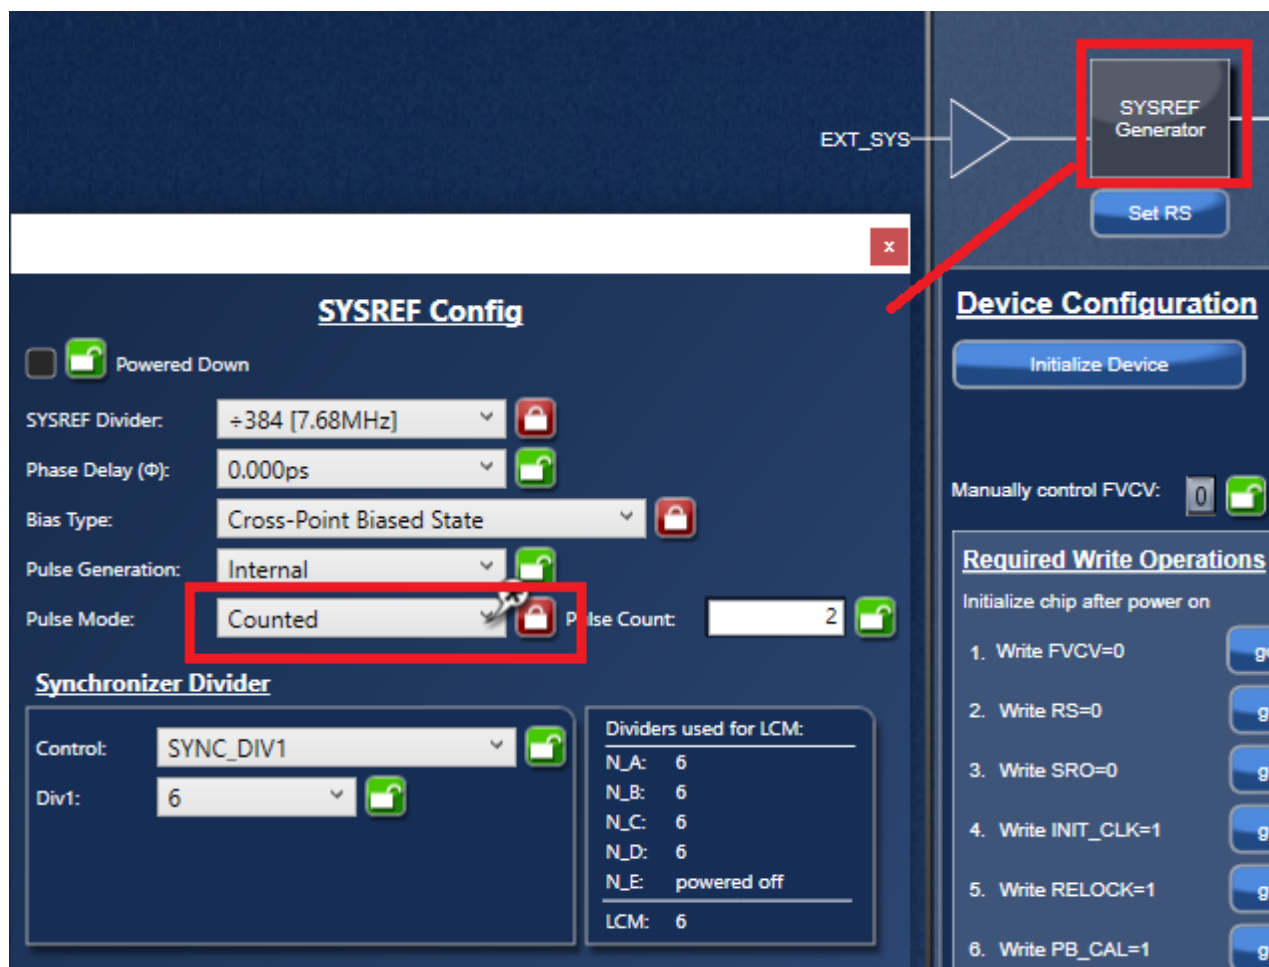 EXT_SYS
SYSREF
Generator
Set RS
x
SYSREF Config
Powered Down
SYSREF Divider: ÷384 [7.68MHz]
Phase Delay (Φ): 0.000ps
Bias Type: Cross-Point Biased State
Pulse Generation: Internal
Pulse Mode: Counted Pulse Count: 2
Synchronizer Divider
Control: SYNC_DIV1
Div1: 6
Dividers used for LCM:
N_A: 6
N_B: 6
N_C: 6
N_D: 6
N_E: powered off
LCM: 6
Device Configuration
Initialize Device
Manually control FVCV: 0
Required Write Operations
Initialize chip after power on
1. Write FVCV=0
2. Write RS=0
3. Write SRO=0
4. Write INIT_CLK=1
5. Write RELOCK=1
6. Write PB_CAL=1